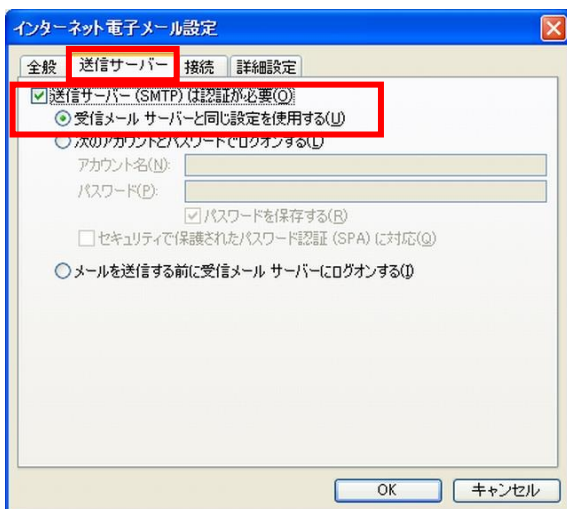 インターネット電子メール設定
全般 送信サーバー 接続 詳細設定
送信サーバー (SMTP) は認証が必要(O)
受信メール サーバーと同じ設定を使用する(U)
次のアカウントとパスワードでログオンする(L)
アカウント名(N):
パスワード(P):
パスワードを保存する(R)
セキュリティで保護されたパスワード認証 (SPA) に対応(Q)
メールを送信する前に受信メール サーバーにログオンする(I)
OK キャンセル